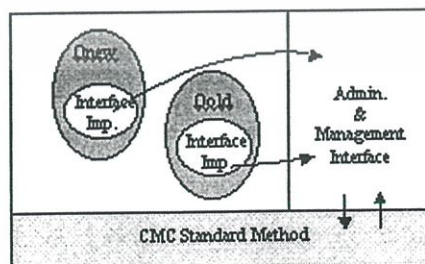 Onew
Interface
Imp.
Oold
Interface
Imp
Admin.
&
Management
Interface
CMC Standard Method